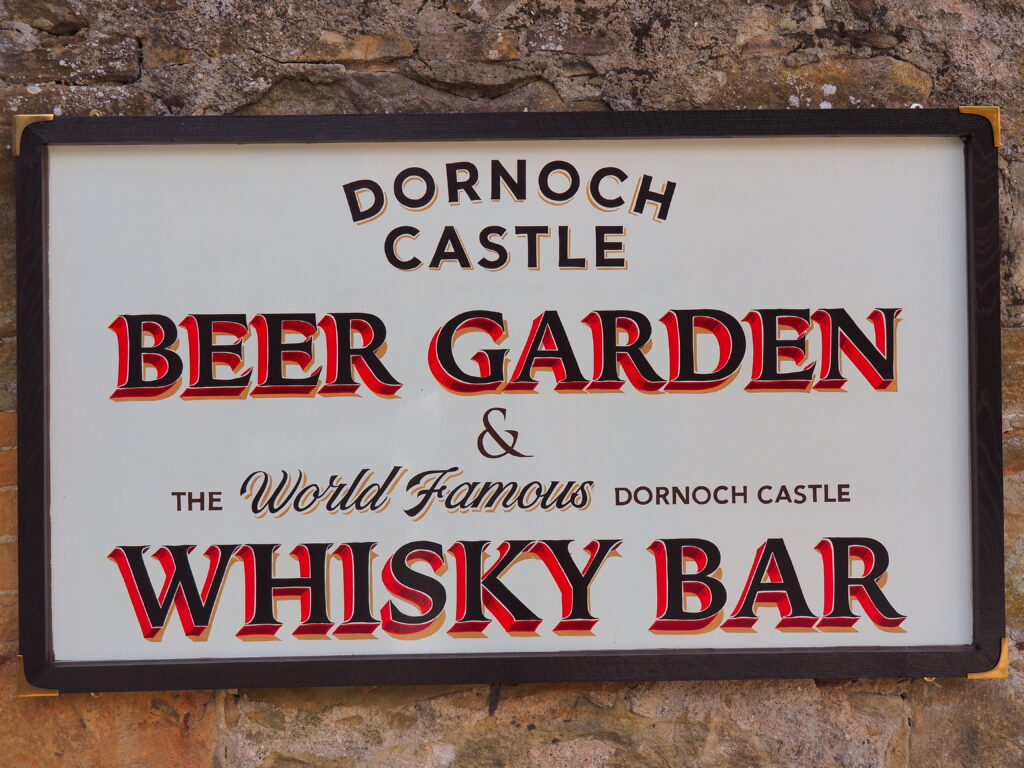 DORNOCH
CASTLE
BEER GARDEN
&
THE World Famous DORNOCH CASTLE
WHISKY BAR